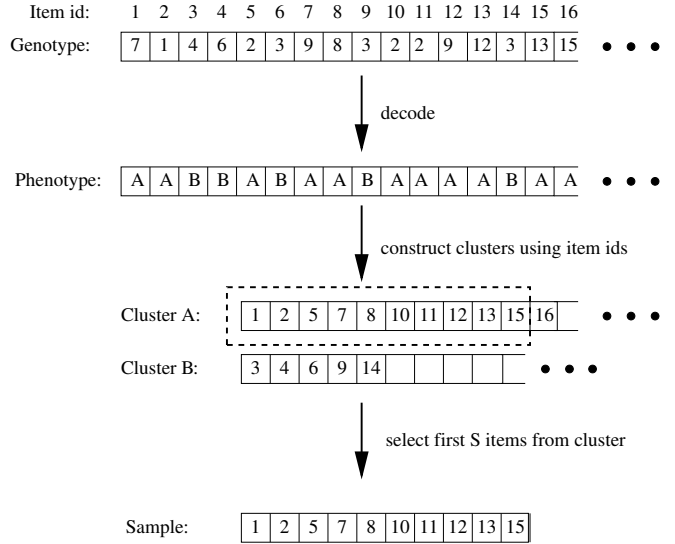 Item id: 1 2 3 4 5 6 7 8 9 10 11 12 13 14 15 16
Genotype: 7 1 4 6 2 3 9 8 3 2 2 9 12 3 13 15
decode
Phenotype: A A B B A B A A B A A A A B A A
construct clusters using item ids
Cluster A: 1 2 5 7 8 10 11 12 13 15 16
Cluster B: 3 4 6 9 14
select first S items from cluster
Sample: 1 2 5 7 8 10 11 12 13 15